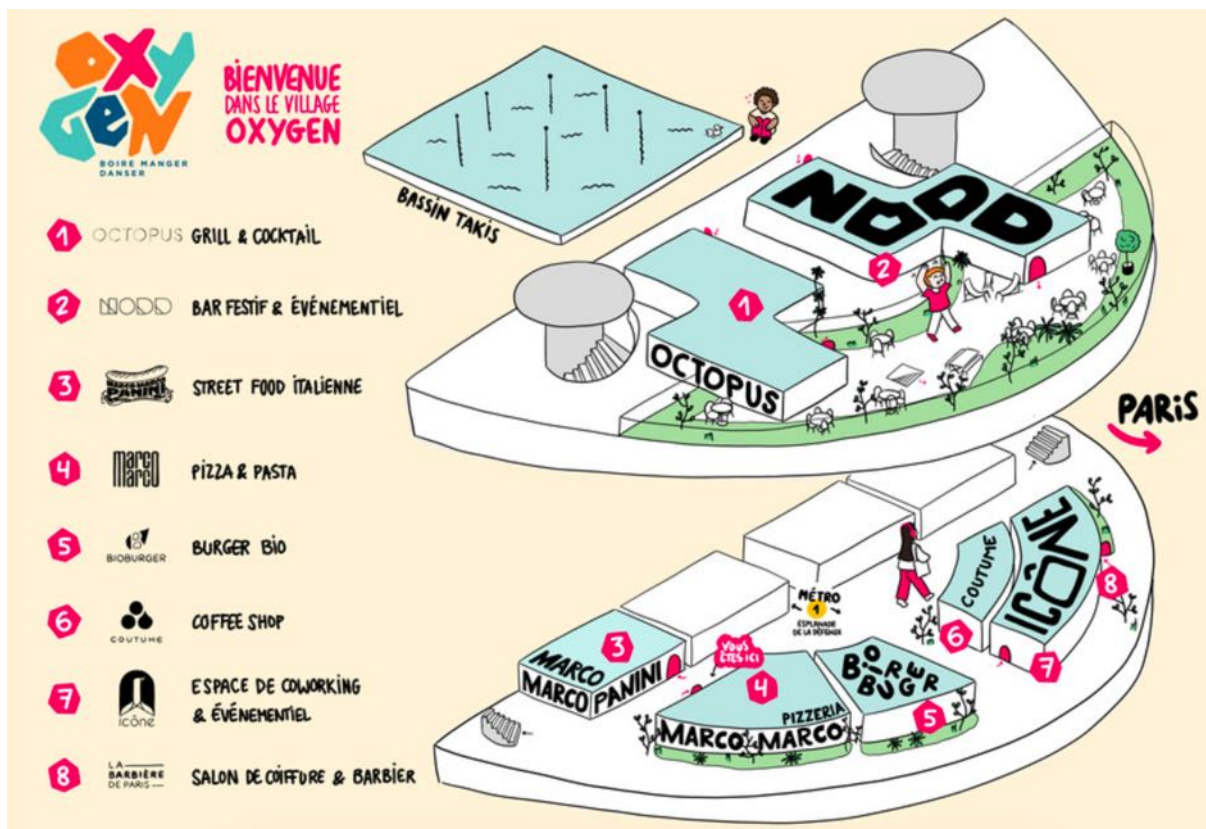 OXYGEN
BOIRE MANGER
DANSER
BIENVENUE
DANS LE VILLAGE
OXYGEN
1 OCTOPUS GRILL & COCKTAIL
2 NODD BAR FESTIF & ÉVÉNEMENTIEL
3 PANINI STREET FOOD ITALIENNE
4 marco marco PIZZA & PASTA
5 BIOBURGER BURGER BIO
6 COUTUME COFFEE SHOP
7 icône ESPACE DE COWORKING
& ÉVÉNEMENTIEL
8 LA
BARBIÈRE
DE PARIS
SALON DE COIFFURE & BARBIER
BASSIN TAKIS
NODD
2
1
OCTOPUS
PARIS
MÉTRO
1
ESPLANADE
DE LA DÉFENSE
COUTUME
ICÔNE
8
6
7
3
MARCO
MARCO PANINI
VOUS
ÊTES ICI
4
PIZZERIA
MARCO MARCO
BIO
BURGER
5